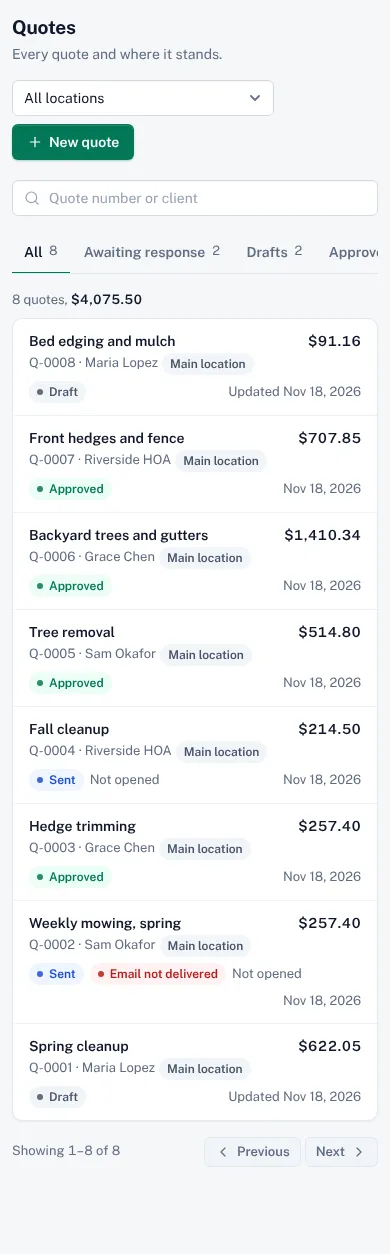 Quotes
Every quote and where it stands.
All locations
New quote
Quote number or client
All 8 Awaiting response 2 Drafts 2 Approve
8 quotes, $4,075.50
Bed edging and mulch $91.16
Q-0008 · Maria Lopez Main location
Draft Updated Nov 18, 2026
Front hedges and fence $707.85
Q-0007 · Riverside HOA Main location
Approved Nov 18, 2026
Backyard trees and gutters $1,410.34
Q-0006 · Grace Chen Main location
Approved Nov 18, 2026
Tree removal $514.80
Q-0005 · Sam Okafor Main location
Approved Nov 18, 2026
Fall cleanup $214.50
Q-0004 · Riverside HOA Main location
Sent Not opened Nov 18, 2026
Hedge trimming $257.40
Q-0003 · Grace Chen Main location
Approved Nov 18, 2026
Weekly mowing, spring $257.40
Q-0002 · Sam Okafor Main location
Sent Email not delivered Not opened
Nov 18, 2026
Spring cleanup $622.05
Q-0001 · Maria Lopez Main location
Draft Updated Nov 18, 2026
Showing 1–8 of 8 Previous Next